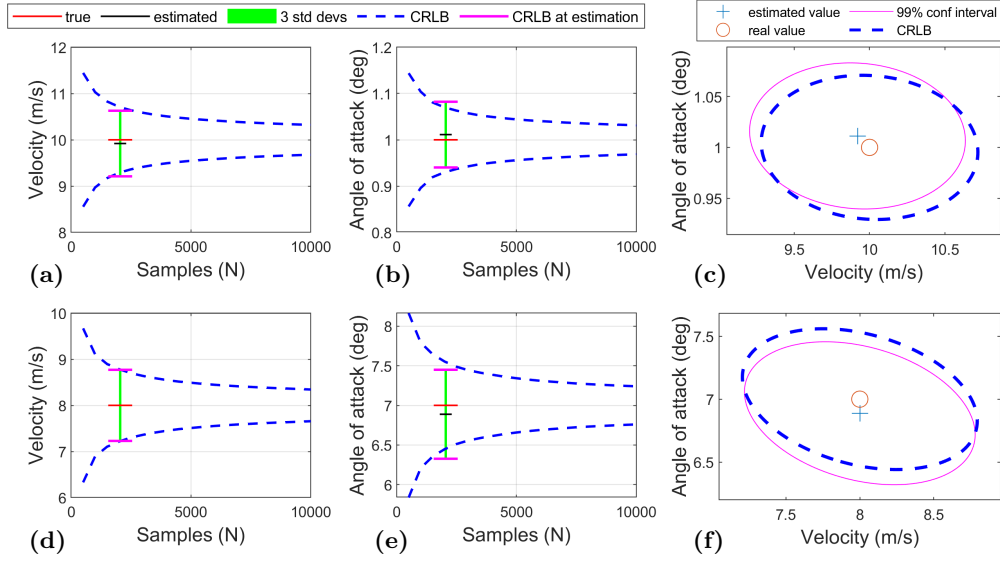 true estimated 3 std devs CRLB CRLB at estimation
estimated value 99% conf interval
real value CRLB
12
11
10
9
8
0 5000 10000
Velocity (m/s)
Samples (N)
(a)
1.2
1.1
1
0.9
0.8
0 5000 10000
Angle of attack (deg)
Samples (N)
(b)
1.05
1
0.95
9.5 10 10.5
Angle of attack (deg)
Velocity (m/s)
(c)
10
9
8
7
6
0 5000 10000
Velocity (m/s)
Samples (N)
(d)
8
7.5
7
6.5
6
0 5000 10000
Angle of attack (deg)
Samples (N)
(e)
7.5
7
6.5
7.5 8 8.5
Angle of attack (deg)
Velocity (m/s)
(f)